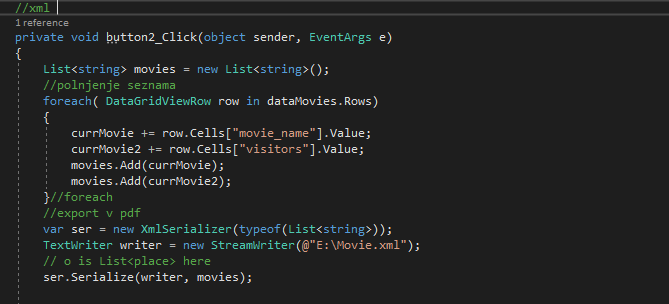 //xml
1 reference
private void button2_Click(object sender, EventArgs e)
{
List<string> movies = new List<string>();
//polnjenje seznama
foreach( DataGridViewRow row in dataMovies.Rows)
{
currMovie += row.Cells["movie_name"].Value;
currMovie2 += row.Cells["visitors"].Value;
movies.Add(currMovie);
movies.Add(currMovie2);
}//foreach
//export v pdf
var ser = new XmlSerializer(typeof(List<string>));
TextWriter writer = new StreamWriter(@"E:\Movie.xml");
// o is List<place> here
ser.Serialize(writer, movies);